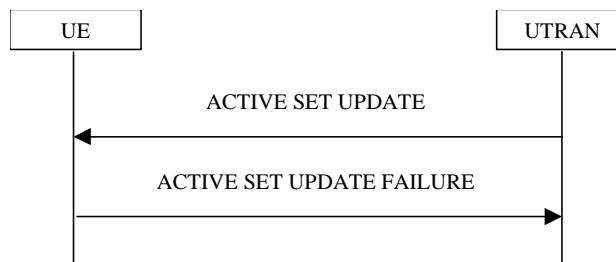 UE
UTRAN
ACTIVE SET UPDATE
ACTIVE SET UPDATE FAILURE